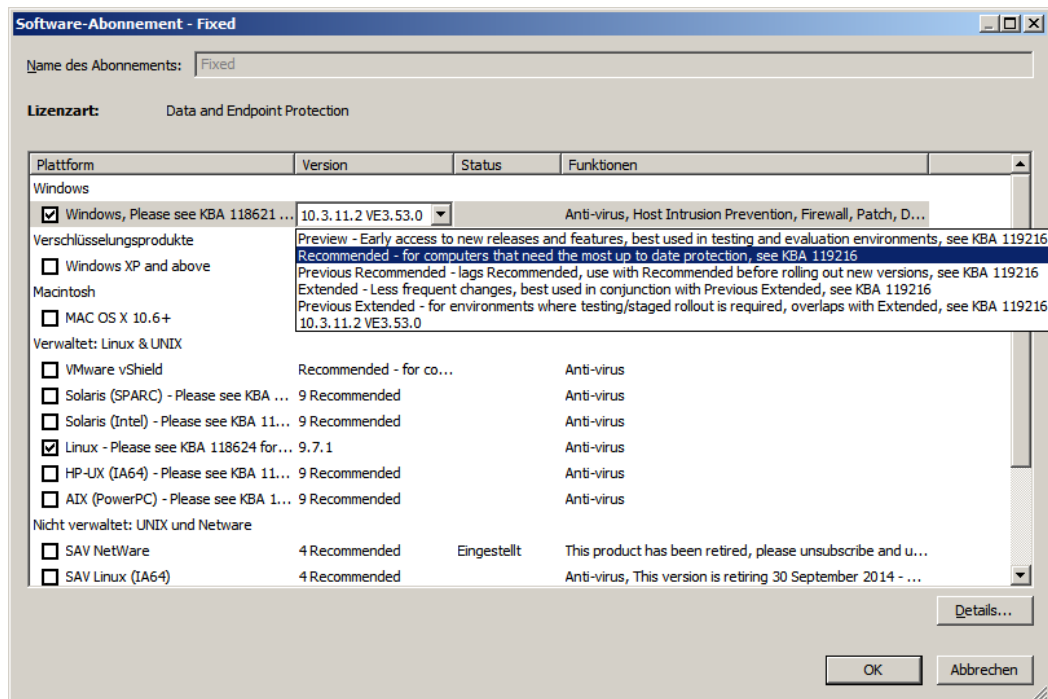 Software-Abonnement - Fixed
Name des Abonnements: Fixed
Lizenzart: Data and Endpoint Protection
Plattform Version Status Funktionen
Windows
Windows, Please see KBA 118621 ... 10.3.11.2 VE3.53.0 Anti-virus, Host Intrusion Prevention, Firewall, Patch, D...
Verschlüsselungsprodukte
Preview - Early access to new releases and features, best used in testing and evaluation environments, see KBA 119216
Recommended - for computers that need the most up to date protection, see KBA 119216
Windows XP and above
Previous Recommended - lags Recommended, use with Recommended before rolling out new versions, see KBA 119216
Macintosh
Extended - Less frequent changes, best used in conjunction with Previous Extended, see KBA 119216
Previous Extended - for environments where testing/staged rollout is required, overlaps with Extended, see KBA 119216
MAC OS X 10.6+
10.3.11.2 VE3.53.0
Verwaltet: Linux & UNIX
VMware vShield Recommended - for co... Anti-virus
Solaris (SPARC) - Please see KBA ... 9 Recommended Anti-virus
Solaris (Intel) - Please see KBA 11... 9 Recommended Anti-virus
Linux - Please see KBA 118624 for... 9.7.1 Anti-virus
HP-UX (IA64) - Please see KBA 11... 9 Recommended Anti-virus
AIX (PowerPC) - Please see KBA 1... 9 Recommended Anti-virus
Nicht verwaltet: UNIX und Netware
SAV NetWare 4 Recommended Eingestellt This product has been retired, please unsubscribe and u...
SAV Linux (IA64) 4 Recommended Anti-virus, This version is retiring 30 September 2014 - ...
Details...
OK Abbrechen